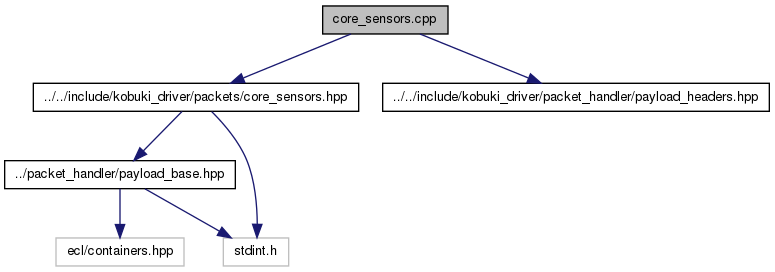 core_sensors.cpp
../../include/kobuki_driver/packets/core_sensors.hpp
../../include/kobuki_driver/packet_handler/payload_headers.hpp
../packet_handler/payload_base.hpp
ecl/containers.hpp
stdint.h